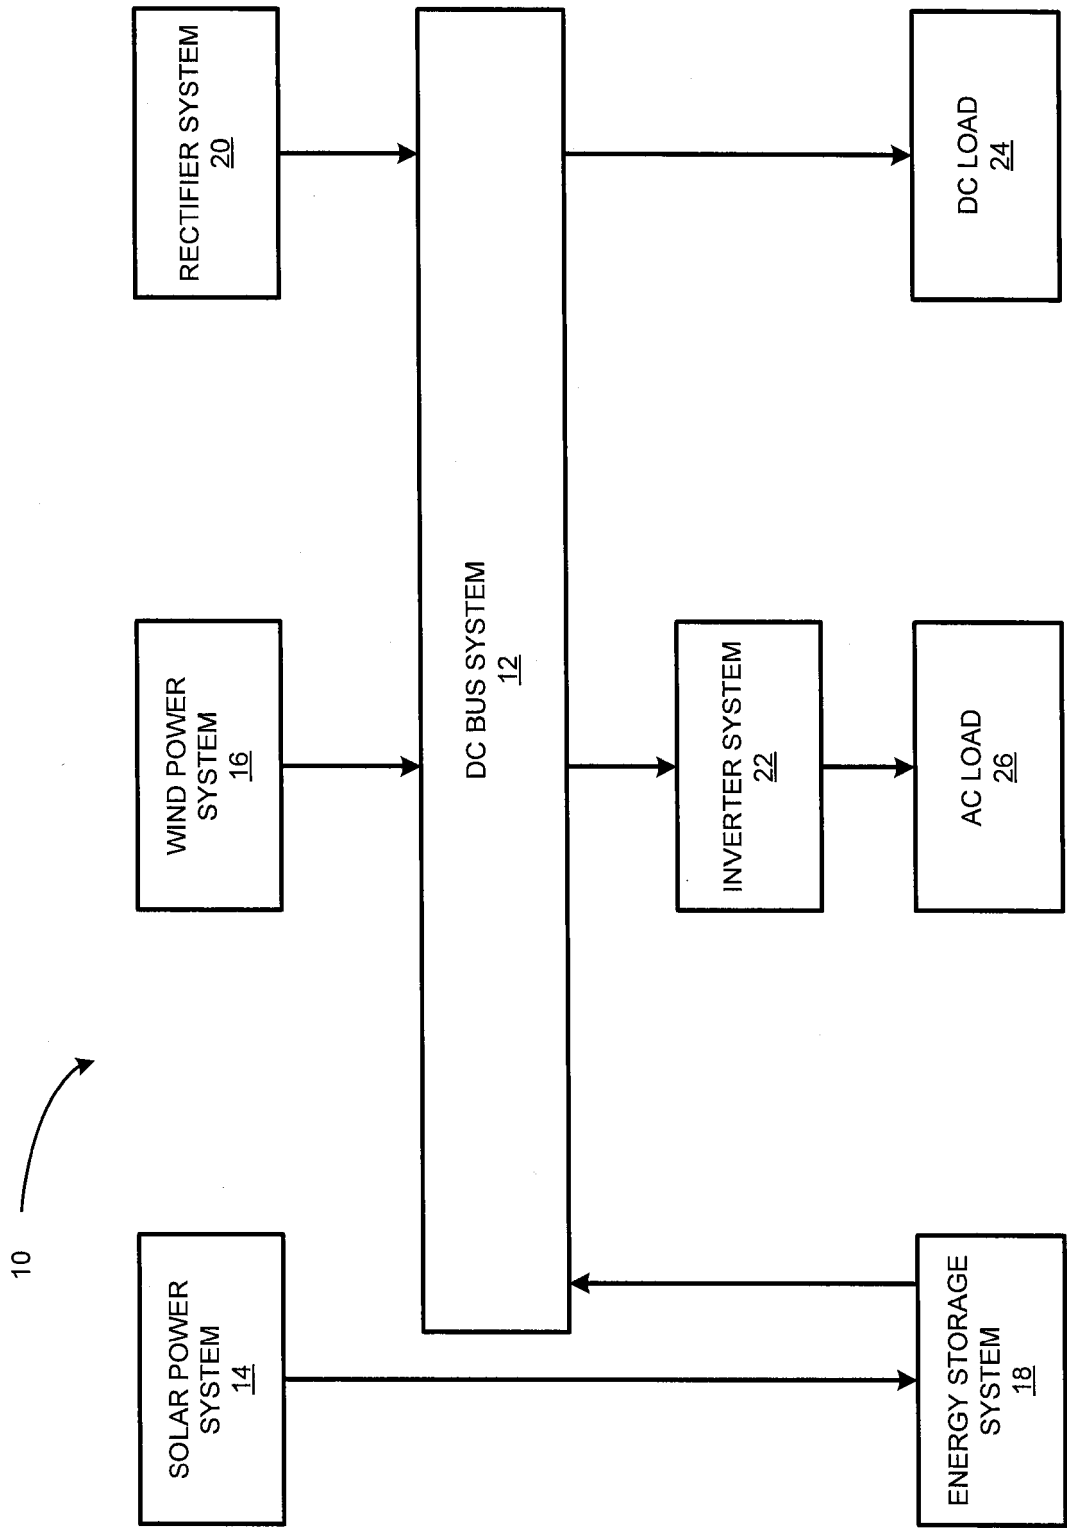 10
SOLAR POWER
SYSTEM
14
WIND POWER
SYSTEM
16
RECTIFIER SYSTEM
20
DC BUS SYSTEM
12
INVERTER SYSTEM
22
ENERGY STORAGE
SYSTEM
18
AC LOAD
26
DC LOAD
24